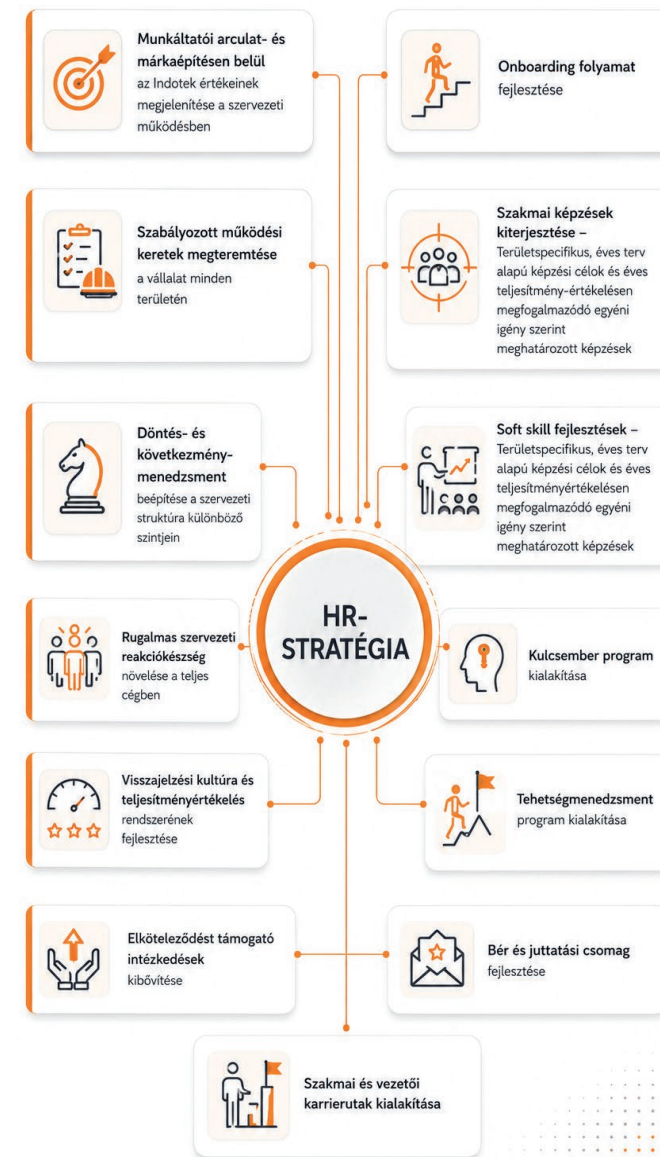 Munkáltatói arculat- és
márkaépítésen belül
az Indotek értékeinek
megjelenítése a szervezeti
működésben
Onboarding folyamat
fejlesztése
Szabályozott működési
keretek megteremtése
a vállalat minden
területén
Szakmai képzések
kiterjesztése –
Területspecifikus, éves terv
alapú képzési célok és éves
teljesítmény-értékelésen
megfogalmazódó egyéni
igény szerint
meghatározott képzések
Döntés- és
következmény-
menedzsment
beépítése a szervezeti
struktúra különböző
szintjein
Soft skill fejlesztések –
Területspecifikus, éves terv
alapú képzési célok és éves
teljesítményértékelésen
megfogalmazódó egyéni
igény szerint
meghatározott képzések
HR-
STRATÉGIA
Rugalmas szervezeti
reakciókészség
növelése a teljes
cégben
Kulcsember program
kialakítása
Visszajelzési kultúra és
teljesítményértékelés
rendszerének
fejlesztése
Tehetségmenedzsment
program kialakítása
Elköteleződést támogató
intézkedések
kibővítése
Bér és juttatási csomag
fejlesztése
Szakmai és vezetői
karrierutak kialakítása